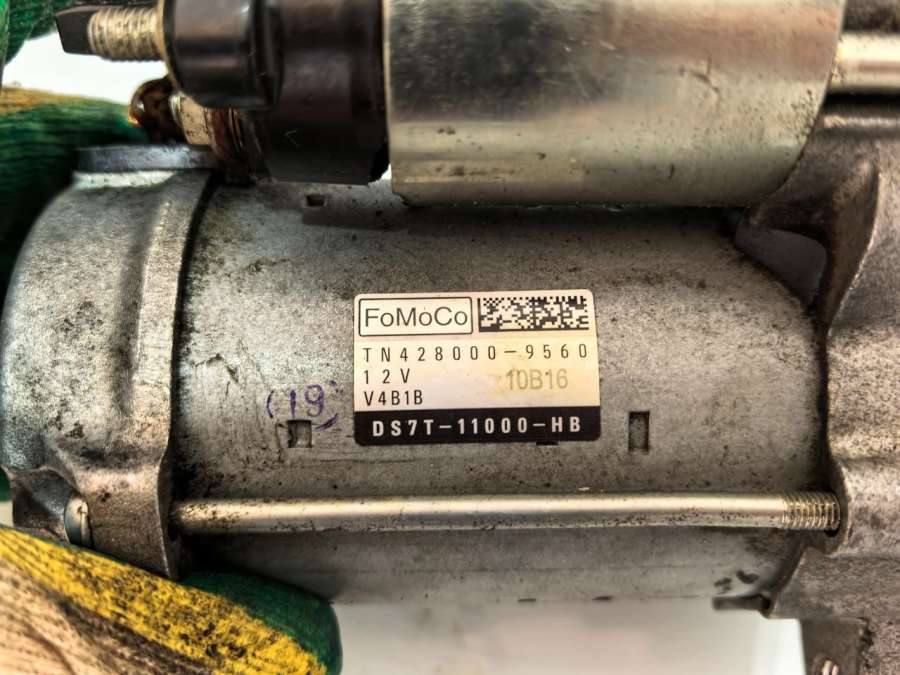 FoMoCo
TN428000-9560
12V 10B16
V4B1B
(19)
DS7T-11000-HB